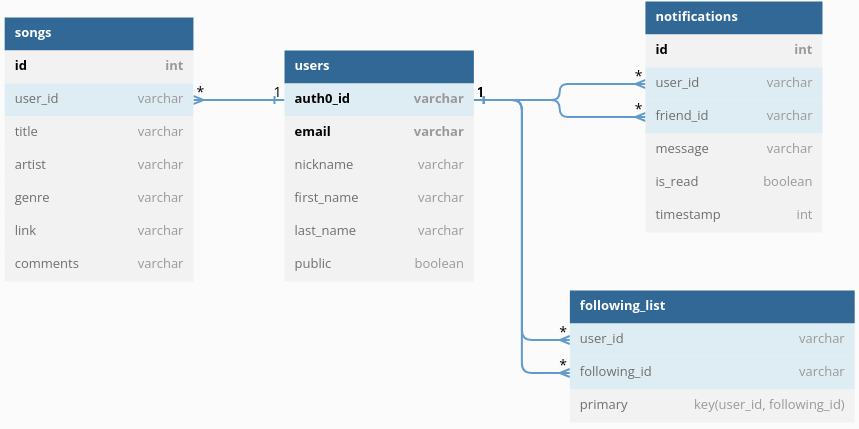 songs
id int
user_id varchar
title varchar
artist varchar
genre varchar
link varchar
comments varchar
* 1
users
auth0_id varchar
email varchar
nickname varchar
first_name varchar
last_name varchar
public boolean
1
*
*
notifications
id int
user_id varchar
friend_id varchar
message varchar
is_read boolean
timestamp int
*
*
following_list
user_id varchar
following_id varchar
primary key(user_id, following_id)